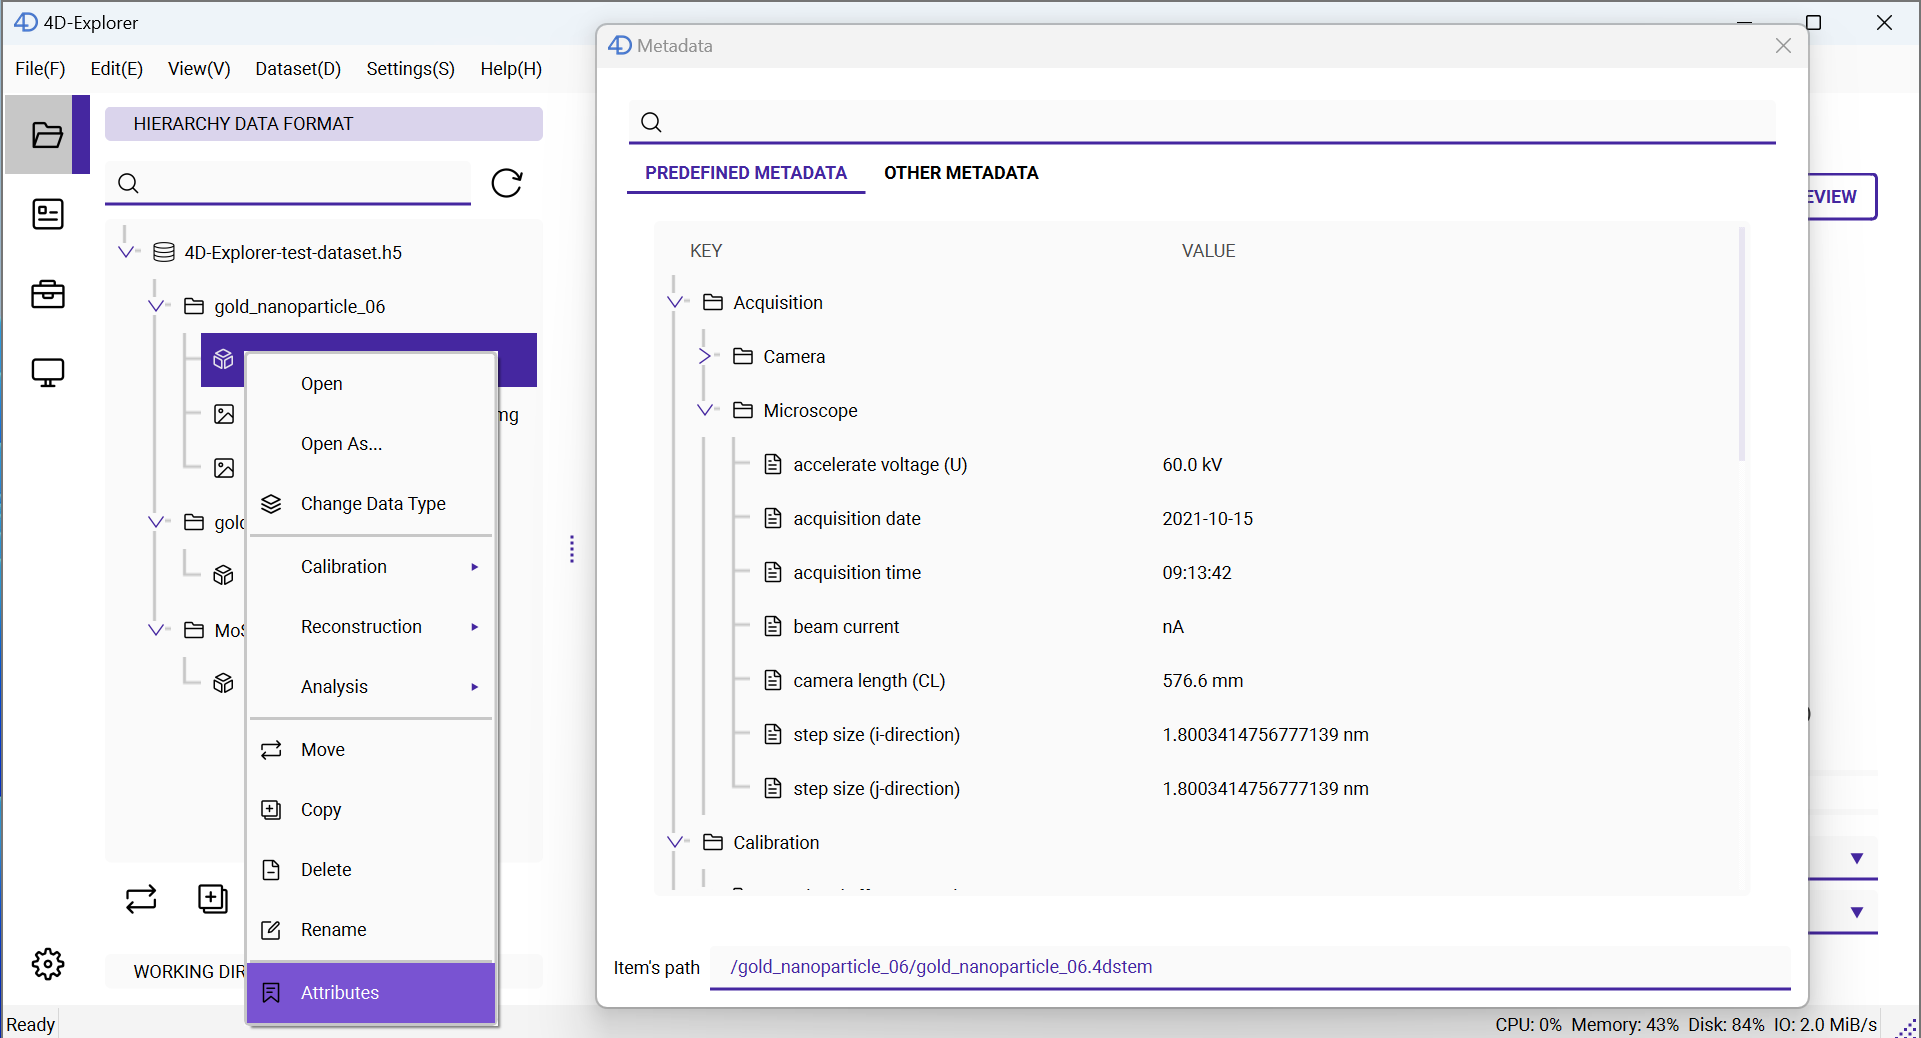 4D-Explorer
File(F) Edit(E) View(V) Dataset(D) Settings(S) Help(H)
HIERARCHY DATA FORMAT
4D-Explorer-test-dataset.h5
gold_nanoparticle_06
mg
gold
MoS
WORKING DIR
Open
Open As...
Change Data Type
Calibration
Reconstruction
Analysis
Move
Copy
Delete
Rename
Attributes
4D Metadata
PREDEFINED METADATA OTHER METADATA
KEY VALUE
Acquisition
Camera
Microscope
accelerate voltage (U) 60.0 kV
acquisition date 2021-10-15
acquisition time 09:13:42
beam current nA
camera length (CL) 576.6 mm
step size (i-direction) 1.8003414756777139 nm
step size (j-direction) 1.8003414756777139 nm
Calibration
Item's path /gold_nanoparticle_06/gold_nanoparticle_06.4dstem
EVIEW
Ready
CPU: 0% Memory: 43% Disk: 84% IO: 2.0 MiB/s